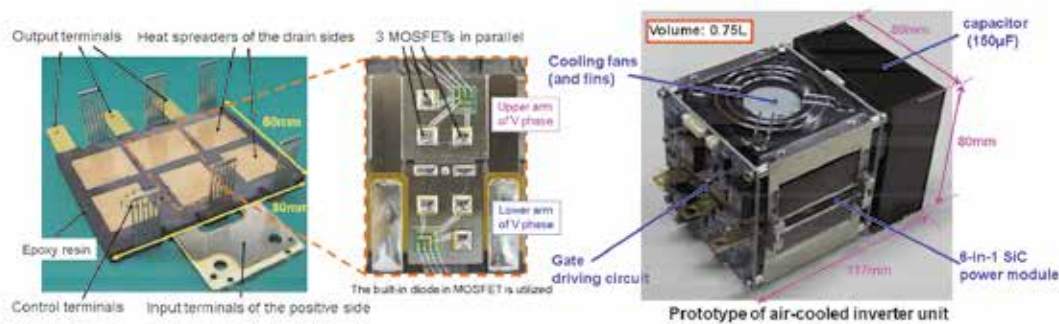 Output terminals
Heat spreaders of the drain sides
60mm
80mm
Epoxy resin
Control terminals
Input terminals of the positive side
3 MOSFETs in parallel
Upper arm
of V phase
Lower arm
of V phase
The built-in diode in MOSFET is utilized
Volume: 0.75L
Cooling fans
(and fins)
80mm
capacitor
(150μF)
80mm
Gate
driving circuit
117mm
6-in-1 SiC
power module
Prototype of air-cooled inverter unit